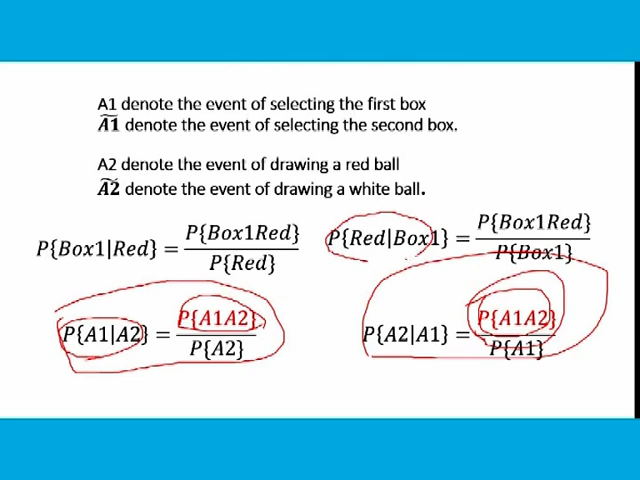 A1 denote the event of selecting the first box
Ã1 denote the event of selecting the second box.
A2 denote the event of drawing a red ball
Ã2 denote the event of drawing a white ball.
P{Box1|Red} = P{Box1Red} / P{Red}
P{Red|Box1} = P{Box1Red} / P{Box1}
P{A1|A2} = P{A1A2} / P{A2}
P{A2|A1} = P{A1A2} / P{A1}